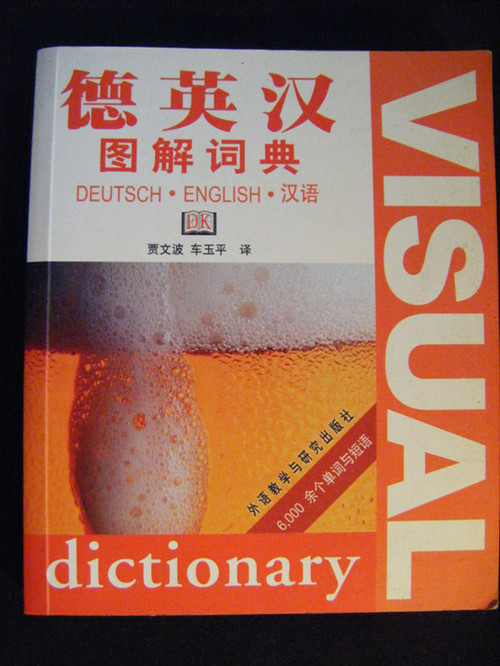 德英汉
图解词典
DEUTSCH • ENGLISH • 汉语
DK
贾文波 车玉平 译
VISUAL
外语教学与研究出版社
6,000 余个单词与短语
dictionary